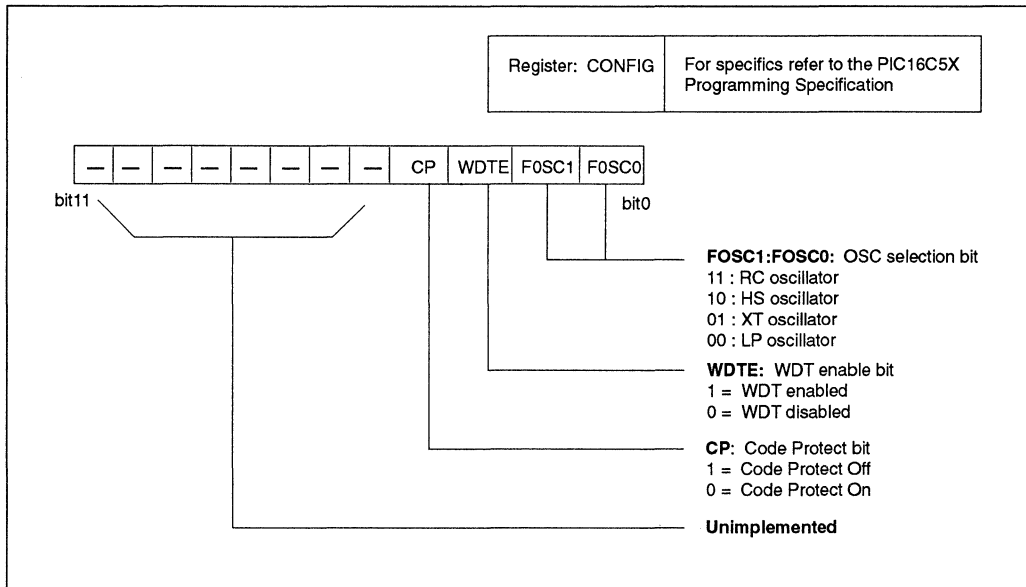 Register: CONFIG
For specifics refer to the PIC16C5X
Programming Specification
— — — — — — — — CP WDTE F0SC1 F0SC0
bit11
bit0
FOSC1:FOSC0: OSC selection bit
11 : RC oscillator
10 : HS oscillator
01 : XT oscillator
00 : LP oscillator
WDTE: WDT enable bit
1 = WDT enabled
0 = WDT disabled
CP: Code Protect bit
1 = Code Protect Off
0 = Code Protect On
Unimplemented